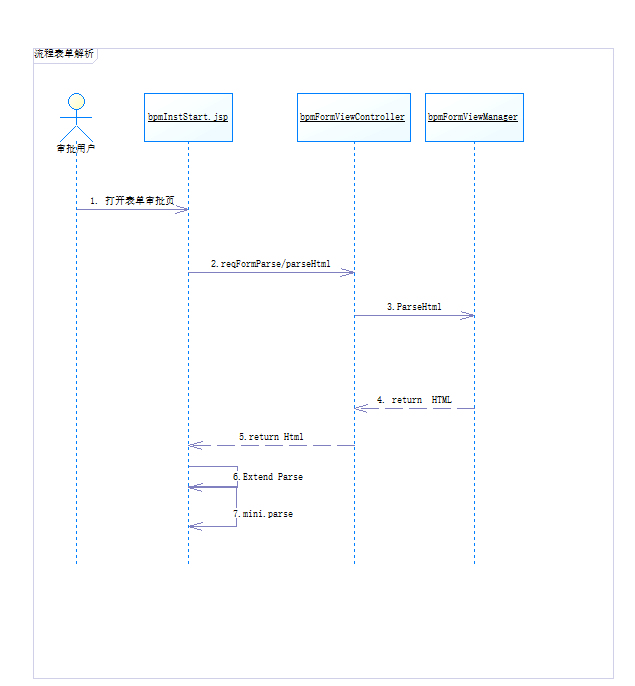 流程表单解析
审批用户
bpmInstStart.jsp
bpmFormViewController
bpmFormViewManager
1. 打开表单审批页
2.reqFormParse/parseHtml
3.ParseHtml
4. return HTML
5.return Html
6.Extend Parse
7.mini.parse